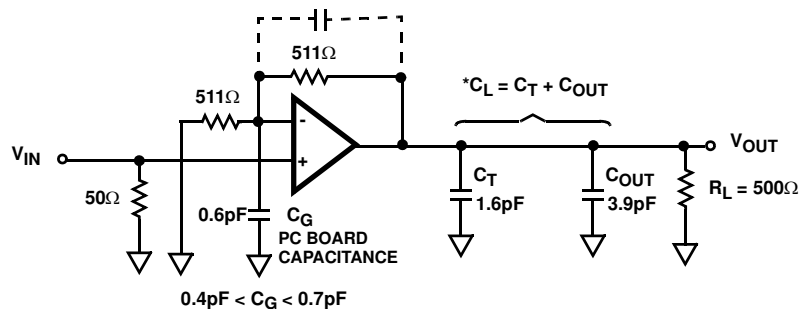 511Ω
*CL = CT + COUT
511Ω
-
VIN
+
VOUT
50Ω
CT
1.6pF
COUT
3.9pF
RL = 500Ω
0.6pF
CG
PC BOARD
CAPACITANCE
0.4pF < CG < 0.7pF